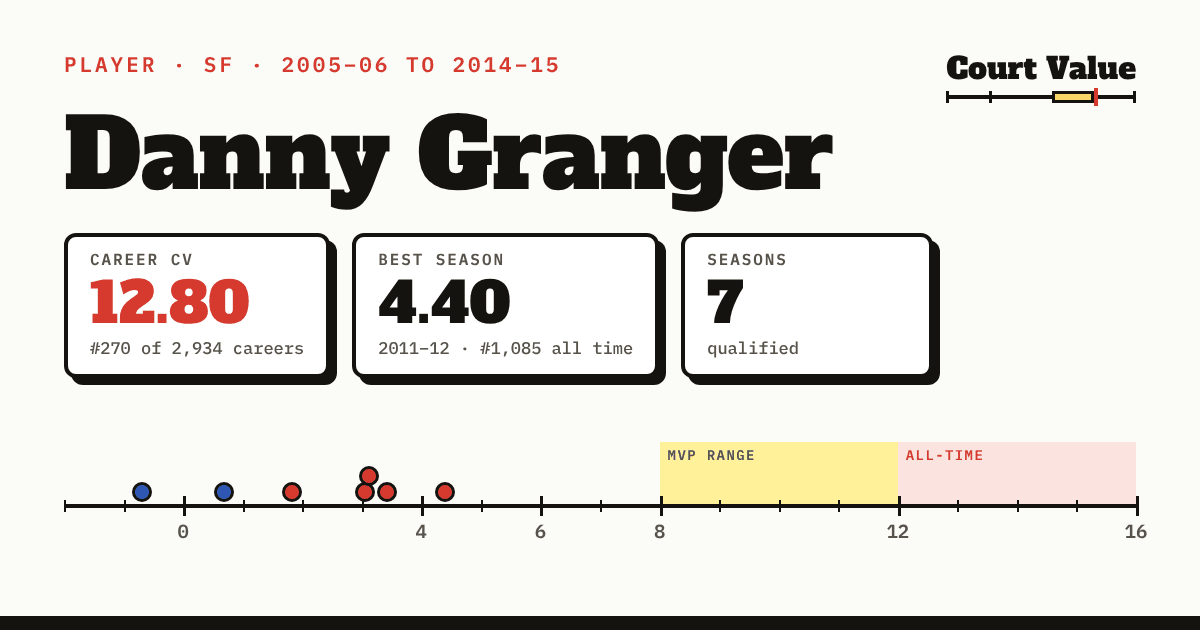 PLAYER · SF · 2005–06 TO 2014–15
Court Value
Danny Granger
CAREER CV
12.80
#270 of 2,934 careers
BEST SEASON
4.40
2011–12 · #1,085 all time
SEASONS
7
qualified
MVP RANGE
ALL-TIME
0 4 6 8 12 16